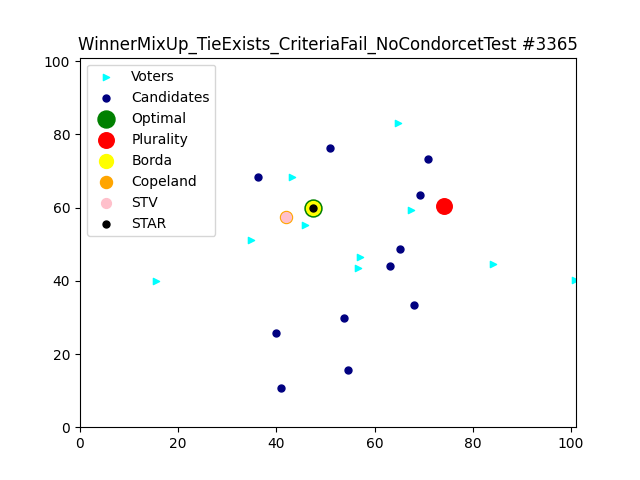 WinnerMixUp_TieExists_CriteriaFail_NoCondorcetTest #3365
Voters
Candidates
Optimal
Plurality
Borda
Copeland
STV
STAR
100
80
60
40
20
0
0 20 40 60 80 100